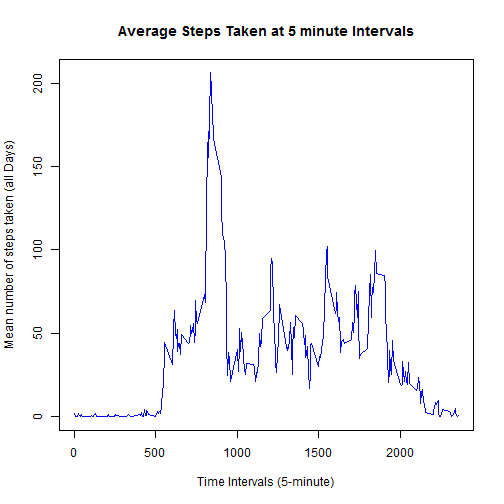 Average Steps Taken at 5 minute Intervals
Mean number of steps taken (all Days)
200
150
100
50
0
0 500 1000 1500 2000
Time Intervals (5-minute)